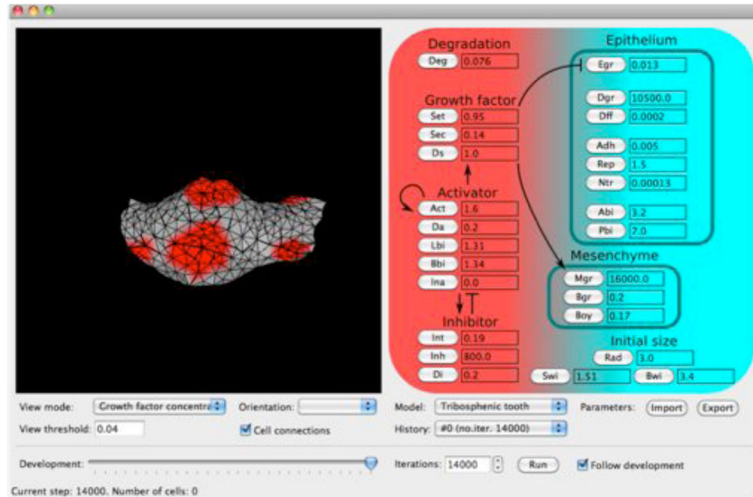 Degradation
Deg 0.076
Growth factor
Set 0.95
Sec 0.14
Ds 1.0
Activator
Act 1.6
Da 0.2
Lbi 1.31
Bbi 1.34
Ina 0.0
Inhibitor
Int 0.19
Inh 800.0
Di 0.2
Epithelium
Egr 0.013
Dgr 10500.0
Dff 0.0002
Adh 0.005
Rep 1.5
Ntr 0.00013
Abi 3.2
Pbi 7.0
Mesenchyme
Mgr 16000.0
Bgr 0.2
Boy 0.17
Initial size
Rad 3.0
Swi 1.51 Bwi 3.4
View mode: Growth factor concentra Orientation:
View threshold: 0.04 Cell connections
Model: Tribosphenic tooth Parameters: Import Export
History: #0 (no.iter. 14000)
Development: Iterations: 14000 Run Follow development
Current step: 14000. Number of cells: 0